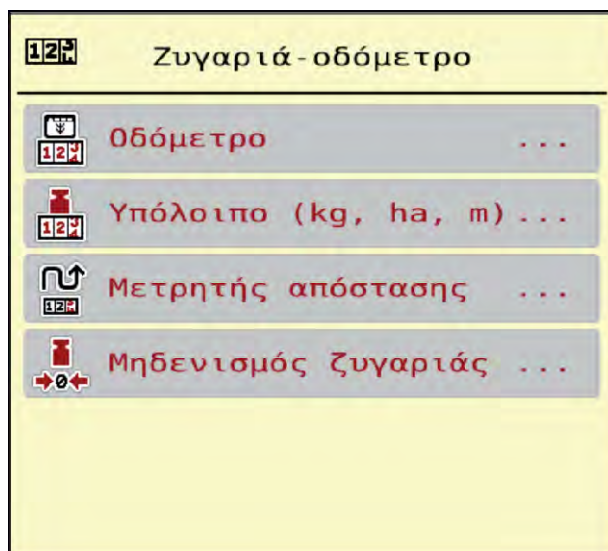 Ζυγαριά-οδόμετρο
Οδόμετρο ...
Υπόλοιπο (kg, ha, m)...
Μετρητής απόστασης ...
Μηδενισμός ζυγαριάς ...